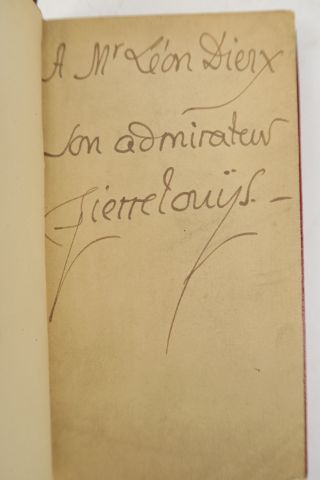 A Mr Léon Dierx
son admirateur
Pierre Louÿs. –